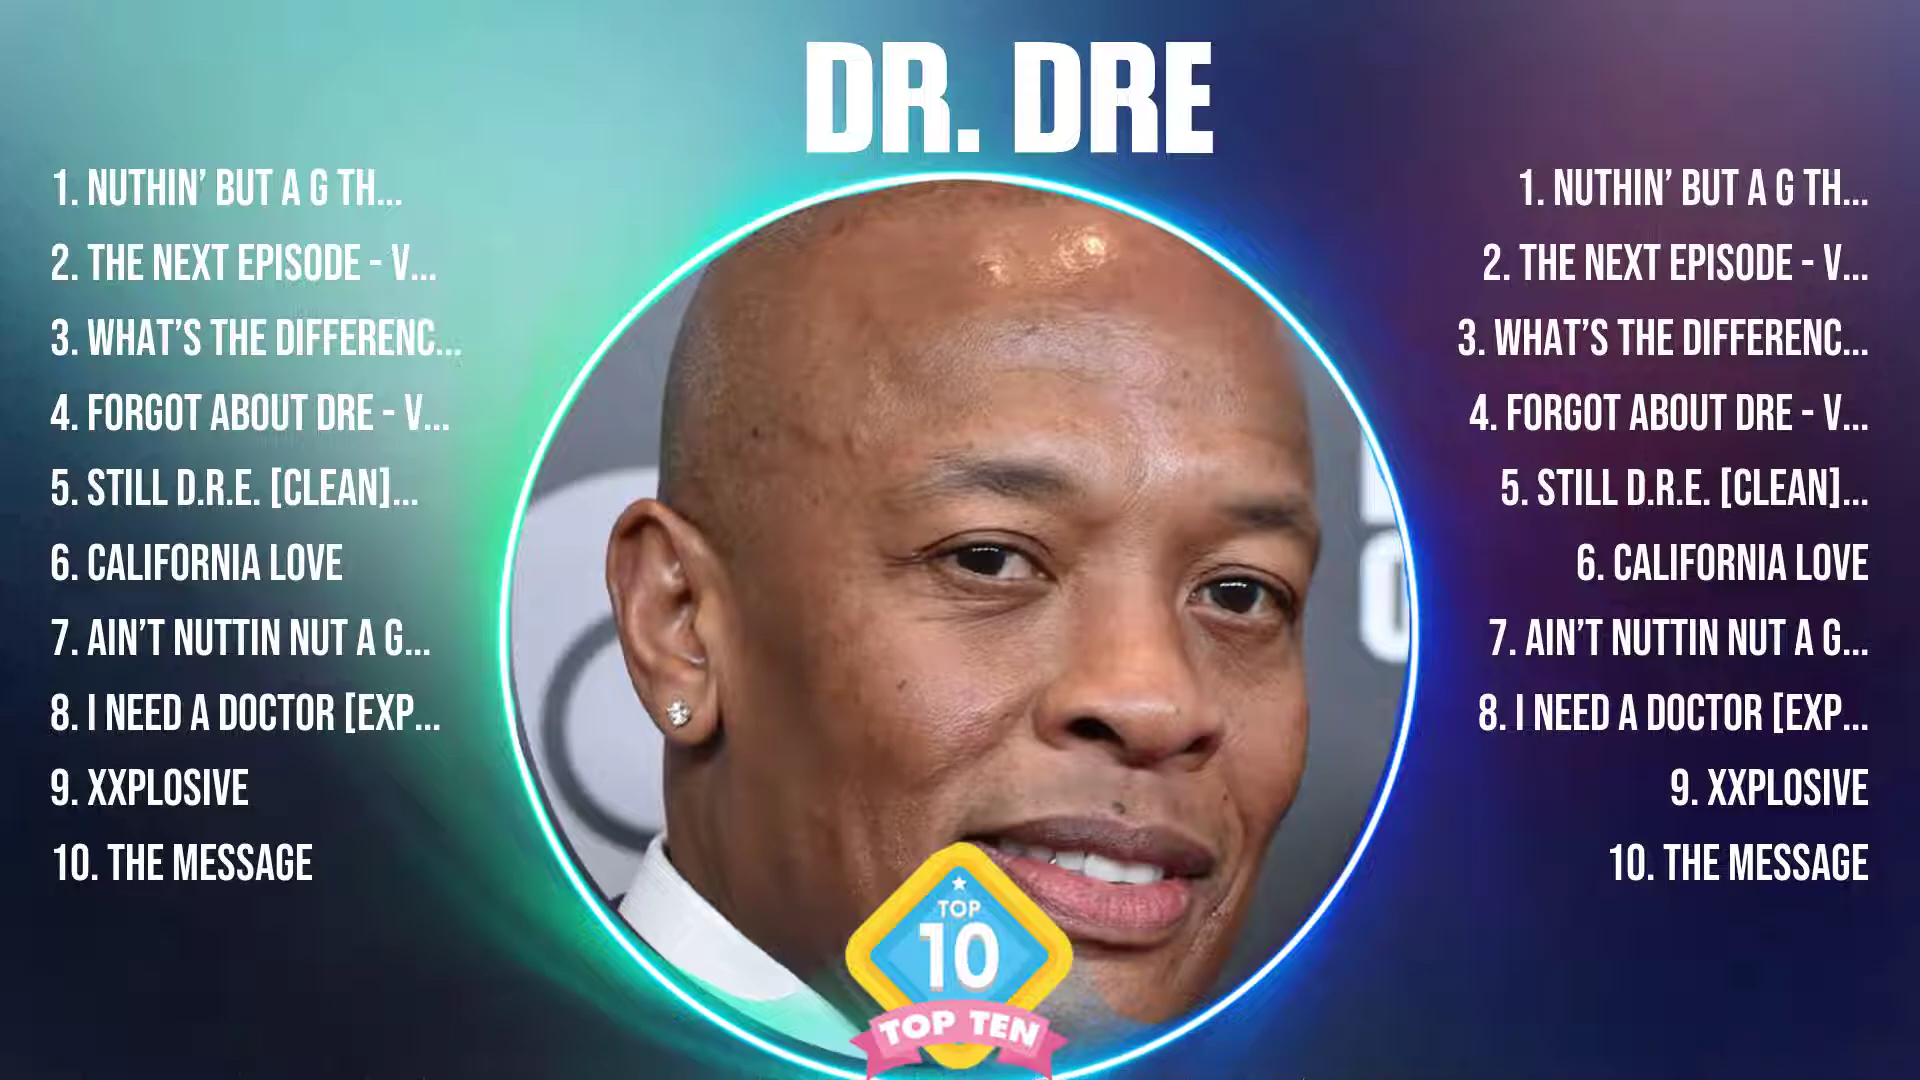 DR. DRE
1. NUTHIN' BUT A G TH...
2. THE NEXT EPISODE - V...
3. WHAT'S THE DIFFERENC...
4. FORGOT ABOUT DRE - V...
5. STILL D.R.E. [CLEAN]...
6. CALIFORNIA LOVE
7. AIN'T NUTTIN NUT A G...
8. I NEED A DOCTOR [EXP...
9. XXPLOSIVE
10. THE MESSAGE
1. NUTHIN' BUT A G TH...
2. THE NEXT EPISODE - V...
3. WHAT'S THE DIFFERENC...
4. FORGOT ABOUT DRE - V...
5. STILL D.R.E. [CLEAN]...
6. CALIFORNIA LOVE
7. AIN'T NUTTIN NUT A G...
8. I NEED A DOCTOR [EXP...
9. XXPLOSIVE
10. THE MESSAGE
TOP
10
TOP TEN